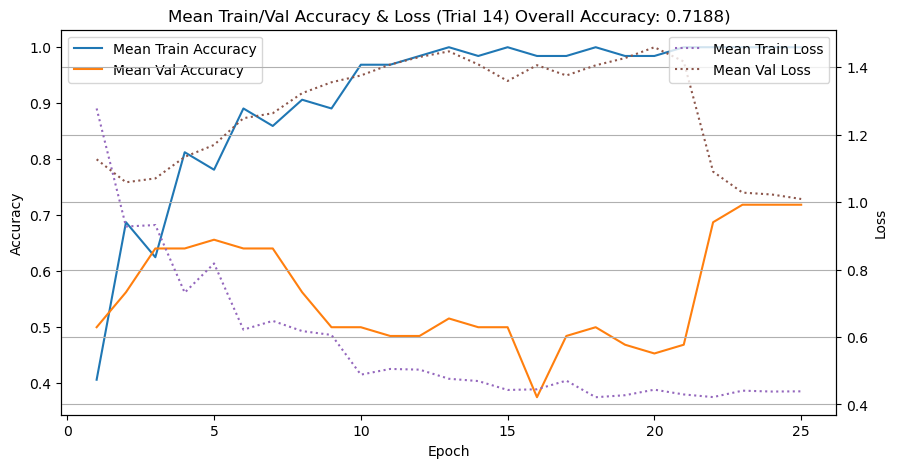 Mean Train/Val Accuracy & Loss (Trial 14) Overall Accuracy: 0.7188)
Mean Train Accuracy
Mean Val Accuracy
Mean Train Loss
Mean Val Loss
1.0
0.9
0.8
0.7
0.6
0.5
0.4
Accuracy
1.4
1.2
1.0
0.8
0.6
0.4
Loss
0
5
10
15
20
25
Epoch